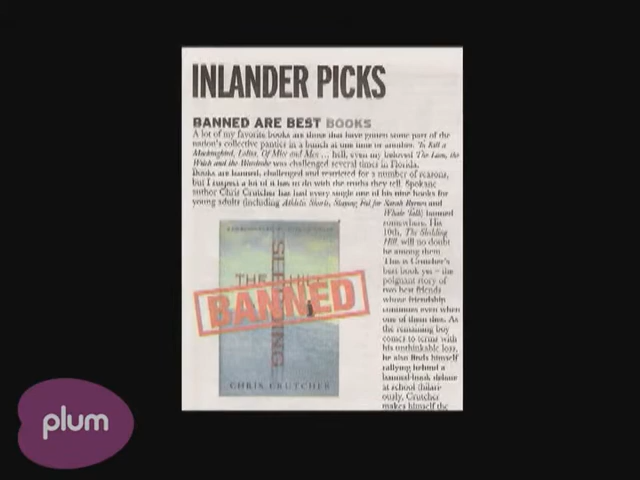 INLANDER PICKS
BANNED ARE BEST BOOKS
A lot of my favorite books are those that have gotten some part of the
nation's collective panties in a bunch at one time or another. To Kill a
Mockingbird, Lolita, Of Mice and Men ... hell, even my beloved The Lion, the
Witch and the Wardrobe was challenged several times in Florida.
Books are banned, challenged and restricted for a number of reasons,
but I suspect a lot of it has to do with the truths they tell. Spokane
author Chris Crutcher has had every single one of his nine books for
young adults (including Athletic Shorts, Staying Fat for Sarah Byrnes and
Whale Talk) banned
somewhere. His
10th, The Sledding
Hill, will no doubt
be among them.
This is Crutcher's
best book yet – the
poignant story of
two best friends
whose friendship
continues even when
one of them dies. As
the remaining boy
comes to terms with
his unthinkable loss,
he also finds himself
rallying behind a
banned-book debate
at school (hilari-
ously, Crutcher
makes himself the
THE HILL
SLEDDING
BANNED
CHRIS CRUTCHER
plum